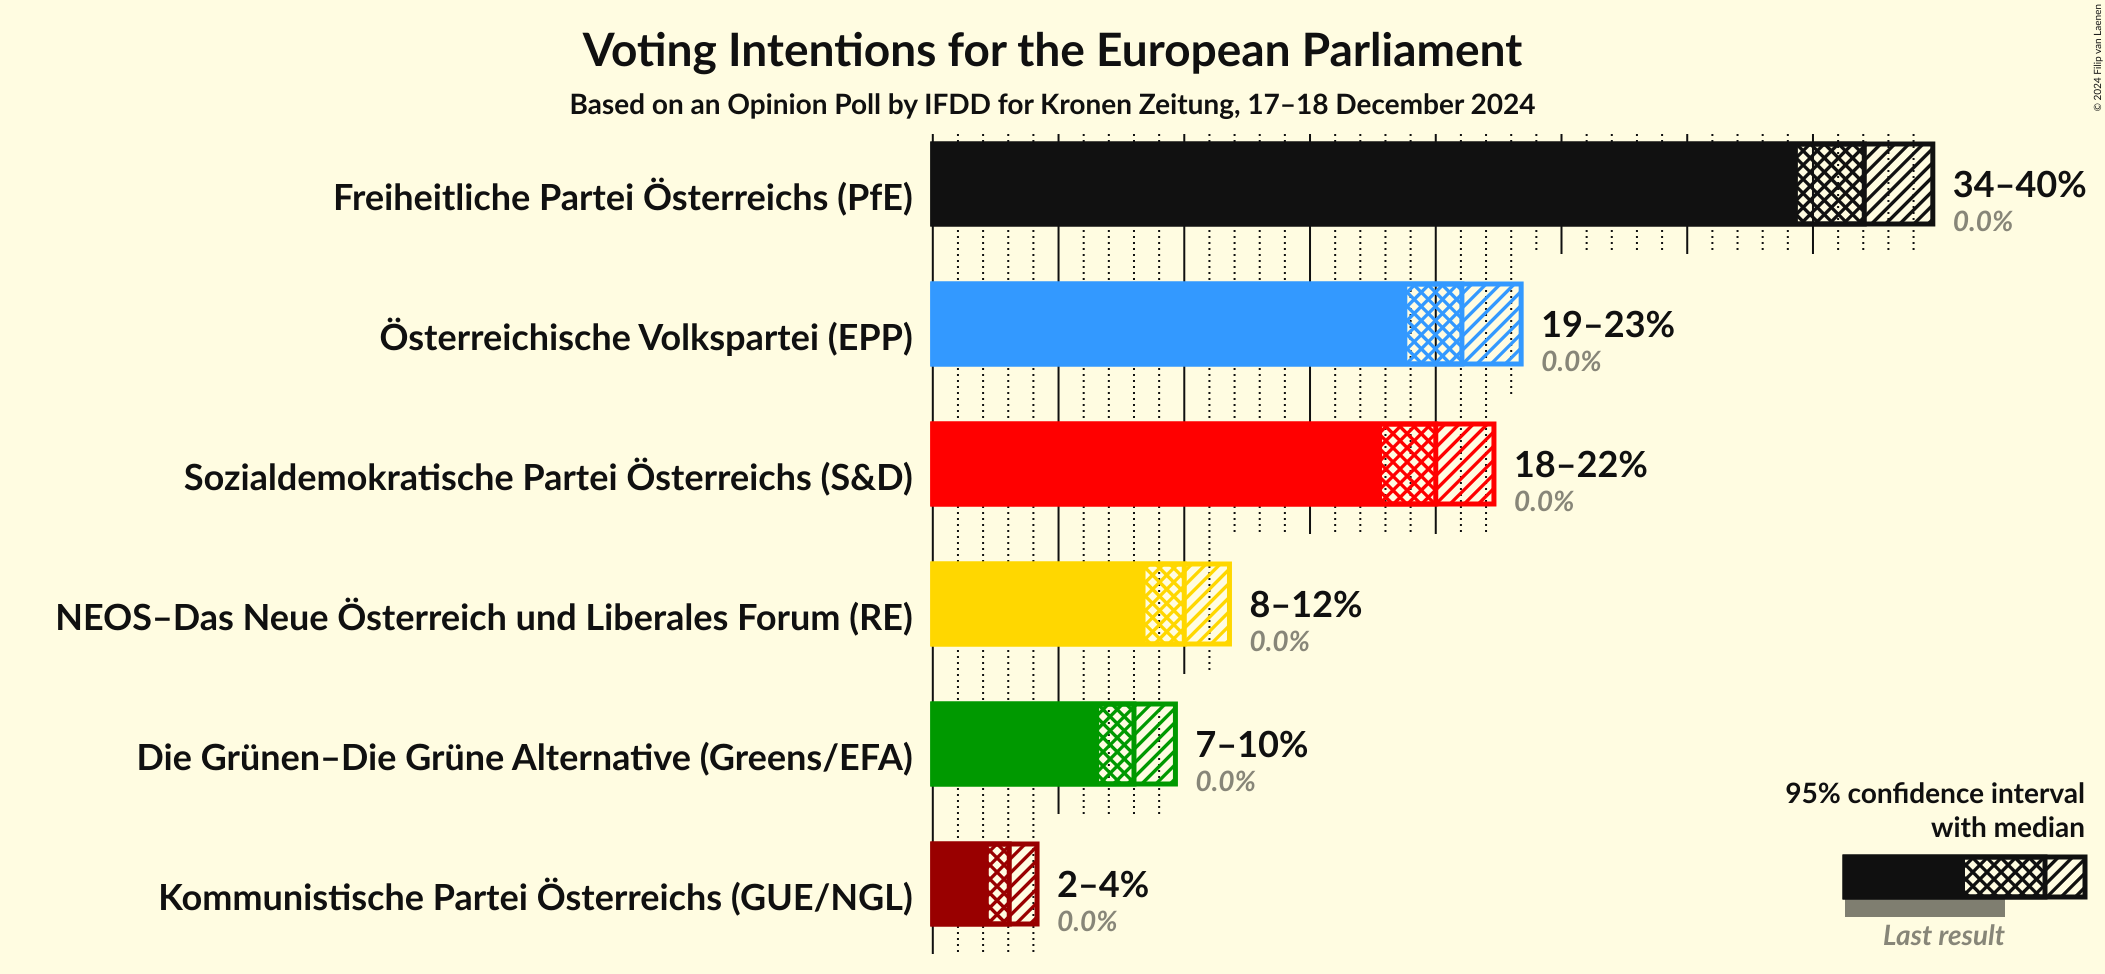 Voting Intentions for the European Parliament
Based on an Opinion Poll by IFDD for Kronen Zeitung, 17–18 December 2024
© 2024 Filip van Laenen
Freiheitliche Partei Österreichs (PfE)
34–40%
0.0%
Österreichische Volkspartei (EPP)
19–23%
0.0%
Sozialdemokratische Partei Österreichs (S&D)
18–22%
0.0%
NEOS–Das Neue Österreich und Liberales Forum (RE)
8–12%
0.0%
Die Grünen–Die Grüne Alternative (Greens/EFA)
7–10%
0.0%
Kommunistische Partei Österreichs (GUE/NGL)
2–4%
0.0%
95% confidence interval
with median
Last result